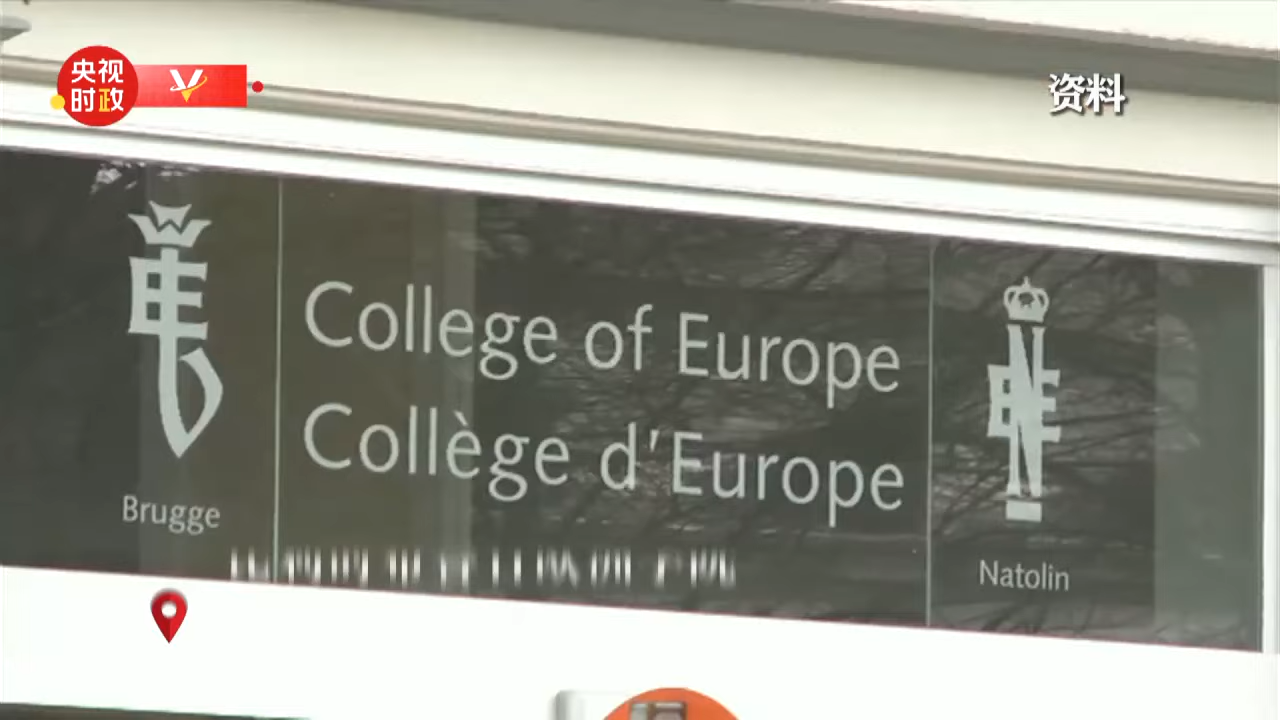 央视
时政
资料
College of Europe
Collège d'Europe
Brugge
Natolin